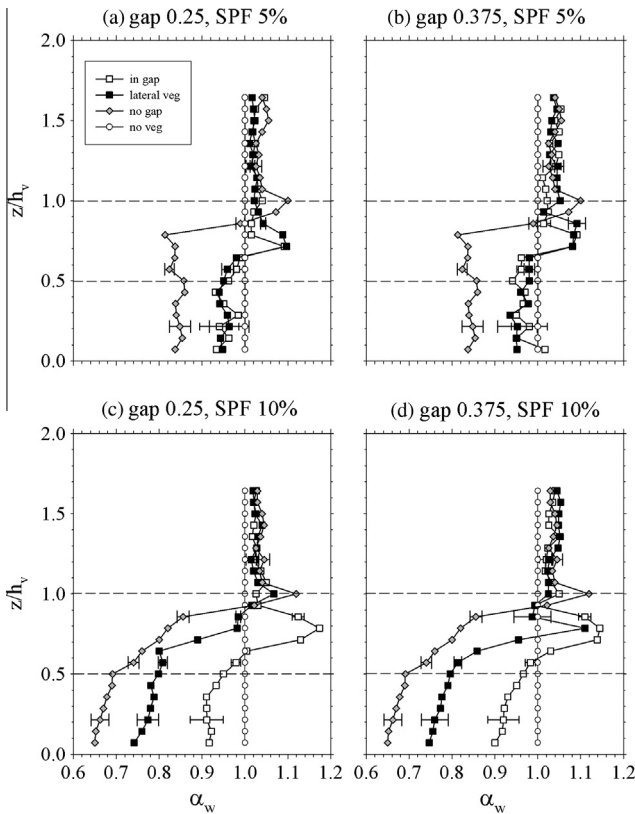 (a) gap 0.25, SPF 5%
(b) gap 0.375, SPF 5%
2.0
1.5
1.0
0.5
0.0
z/hv
in gap
lateral veg
no gap
no veg
(c) gap 0.25, SPF 10%
(d) gap 0.375, SPF 10%
2.0
1.5
1.0
0.5
0.0
z/hv
0.6 0.7 0.8 0.9 1.0 1.1 1.2
0.6 0.7 0.8 0.9 1.0 1.1 1.2
αw
αw